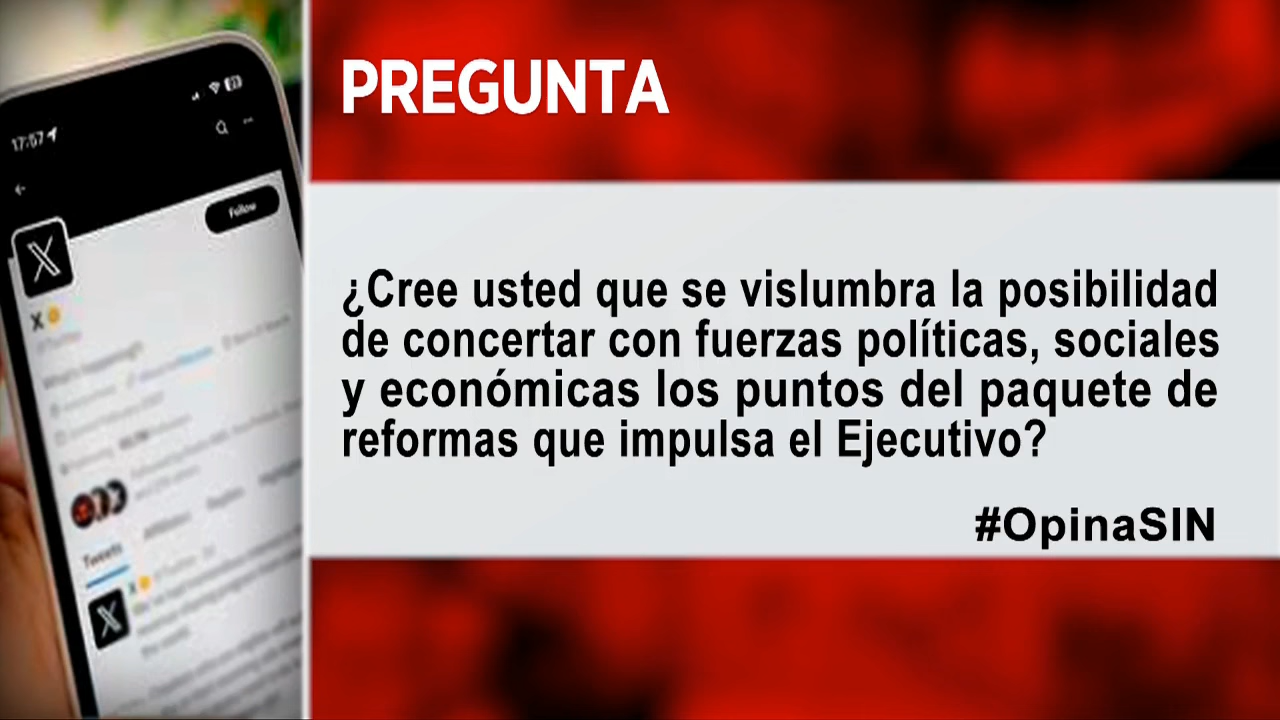 PREGUNTA
17:57
Follow
X
¿Cree usted que se vislumbra la posibilidad
de concertar con fuerzas políticas, sociales
y económicas los puntos del paquete de
reformas que impulsa el Ejecutivo?
#OpinaSIN
Tweets
X